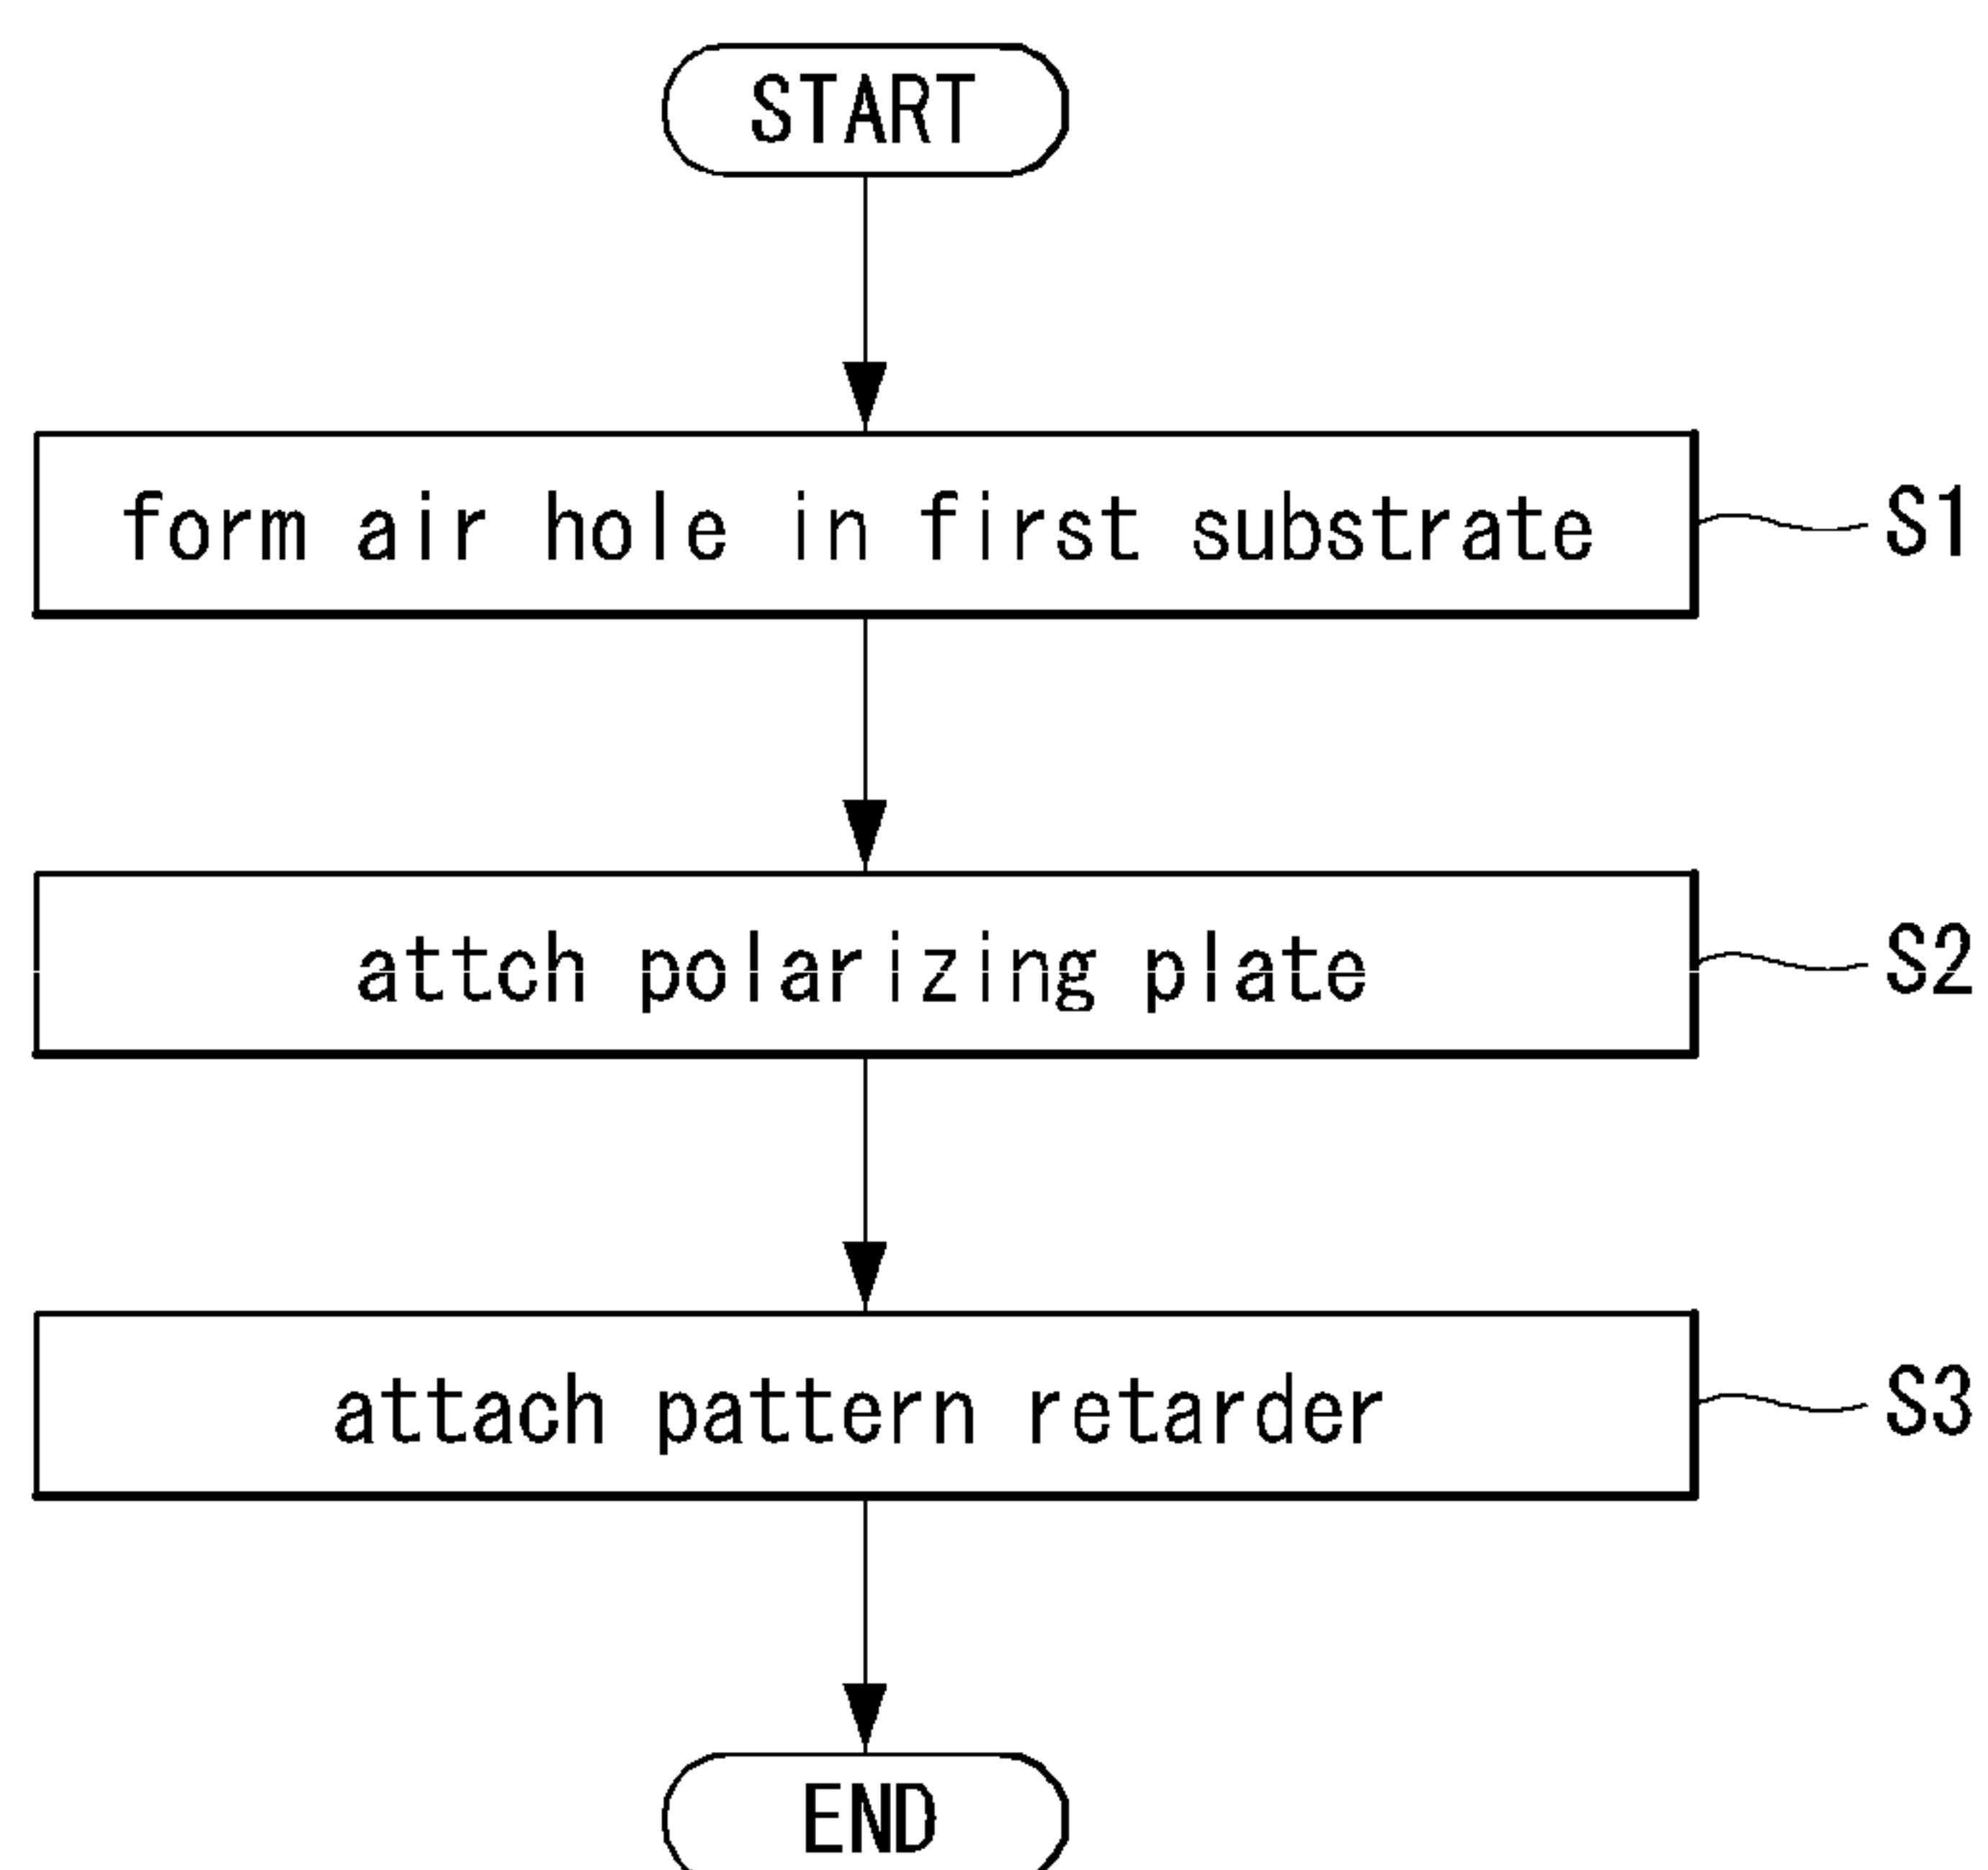 START
form air hole in first substrate S1
attch polarizing plate S2
attach pattern retarder S3
END